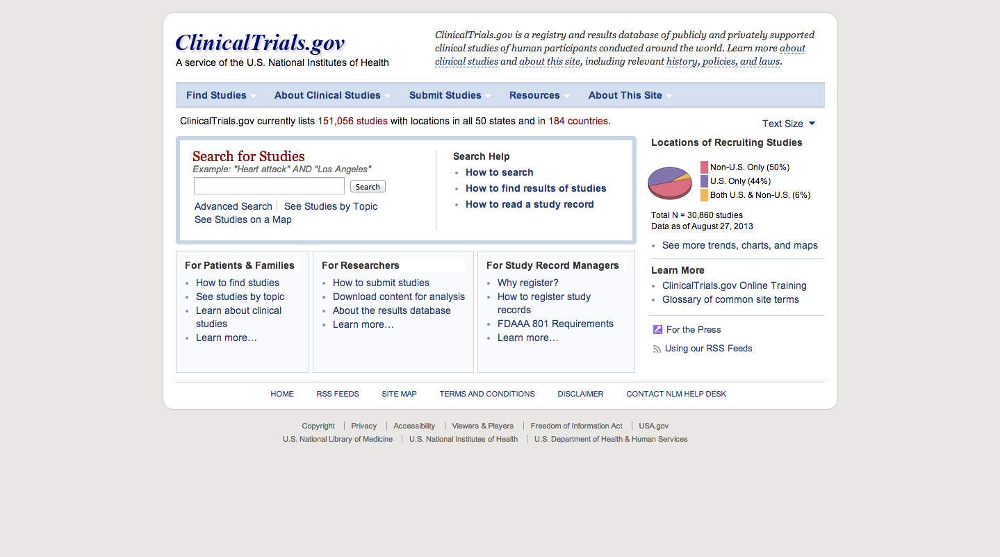 ClinicalTrials.gov
A service of the U.S. National Institutes of Health
ClinicalTrials.gov is a registry and results database of publicly and privately supported
clinical studies of human participants conducted around the world. Learn more about
clinical studies and about this site, including relevant history, policies, and laws.
Find Studies About Clinical Studies Submit Studies Resources About This Site
ClinicalTrials.gov currently lists 151,056 studies with locations in all 50 states and in 184 countries.
Text Size
Search for Studies
Example: "Heart attack" AND "Los Angeles"
Search
Advanced Search See Studies by Topic
See Studies on a Map
Search Help
How to search
How to find results of studies
How to read a study record
Locations of Recruiting Studies
Non-U.S. Only (50%)
U.S. Only (44%)
Both U.S. & Non-U.S. (6%)
Total N = 30,860 studies
Data as of August 27, 2013
See more trends, charts, and maps
For Patients & Families
How to find studies
See studies by topic
Learn about clinical
studies
Learn more…
For Researchers
How to submit studies
Download content for analysis
About the results database
Learn more…
For Study Record Managers
Why register?
How to register study
records
FDAAA 801 Requirements
Learn more…
Learn More
ClinicalTrials.gov Online Training
Glossary of common site terms
For the Press
Using our RSS Feeds
HOME RSS FEEDS SITE MAP TERMS AND CONDITIONS DISCLAIMER CONTACT NLM HELP DESK
Copyright Privacy Accessibility Viewers & Players Freedom of Information Act USA.gov
U.S. National Library of Medicine U.S. National Institutes of Health U.S. Department of Health & Human Services